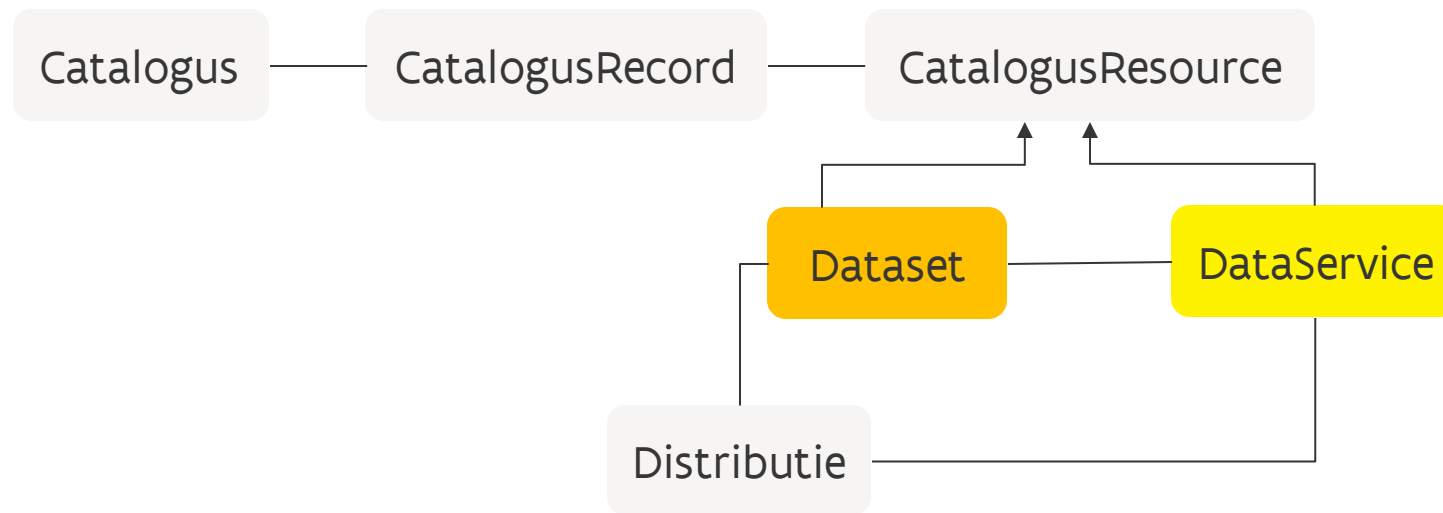 Catalogus
CatalogusRecord
CatalogusResource
Dataset
DataService
Distributie